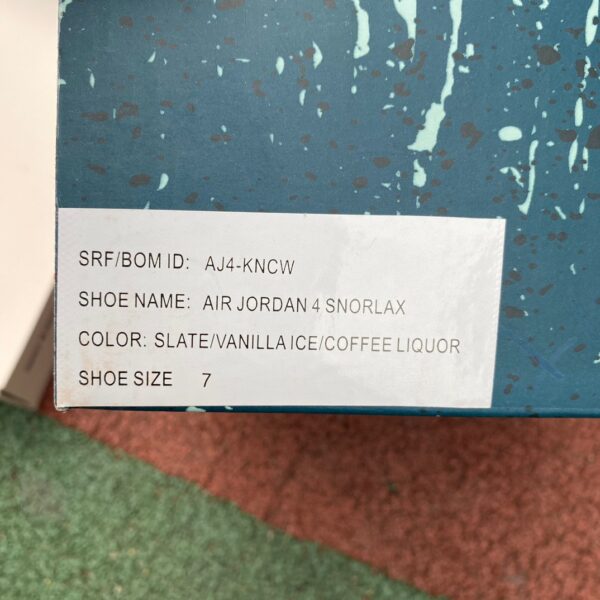 SRF/BOM ID: AJ4-KNCW
SHOE NAME: AIR JORDAN 4 SNORLAX
COLOR: SLATE/VANILLA ICE/COFFEE LIQUOR
SHOE SIZE 7